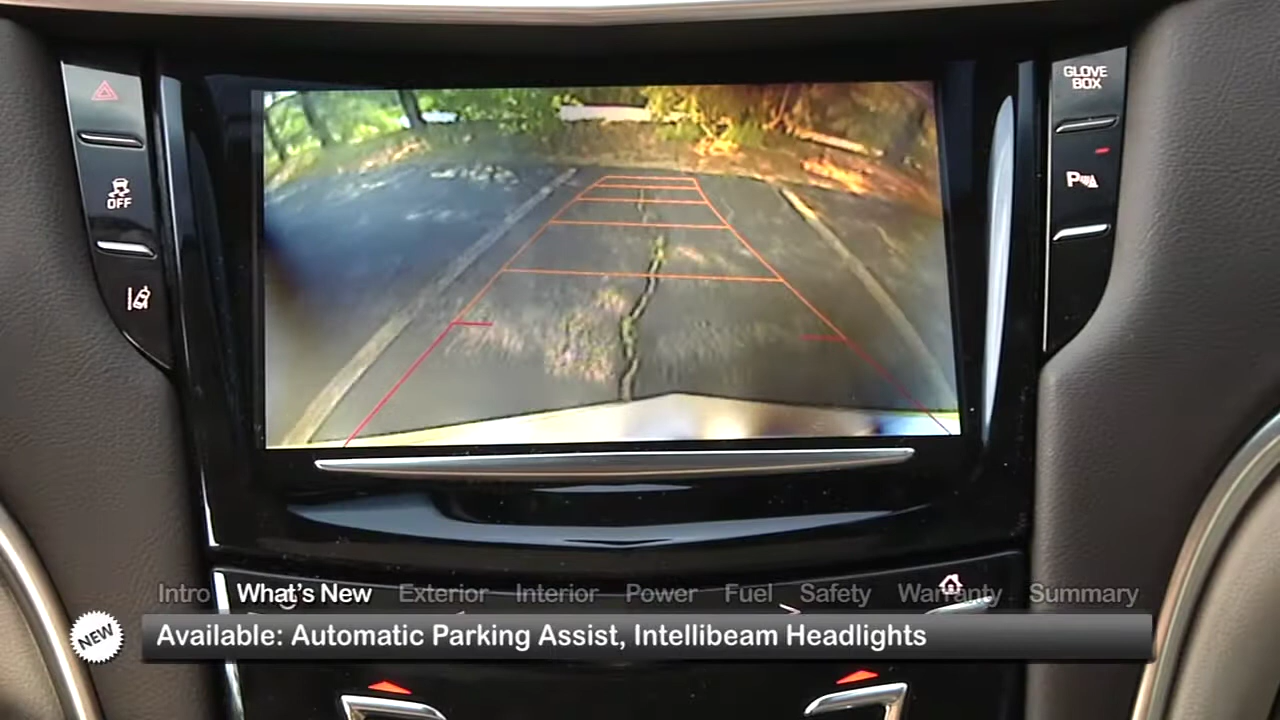 GLOVE
BOX
OFF
P
Intro What's New Exterior Interior Power Fuel Safety Warranty Summary
NEW
Available: Automatic Parking Assist, Intellibeam Headlights